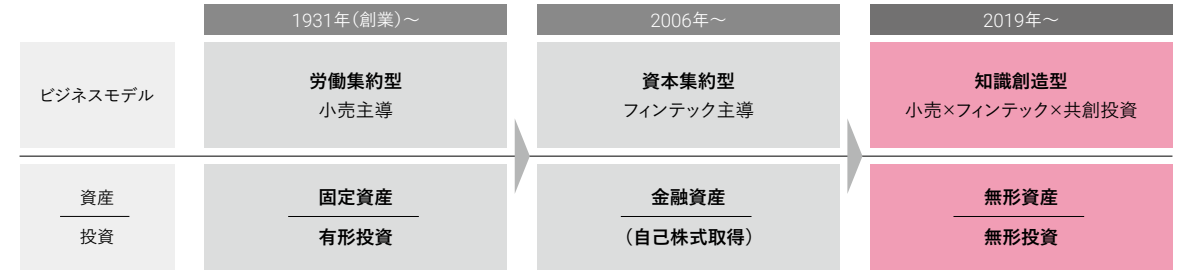 1931年（創業）～
2006年～
2019年～
ビジネスモデル
労働集約型
小売主導
資本集約型
フィンテック主導
知識創造型
小売×フィンテック×共創投資
資産
投資
固定資産
有形投資
金融資産
（自己株式取得）
無形資産
無形投資